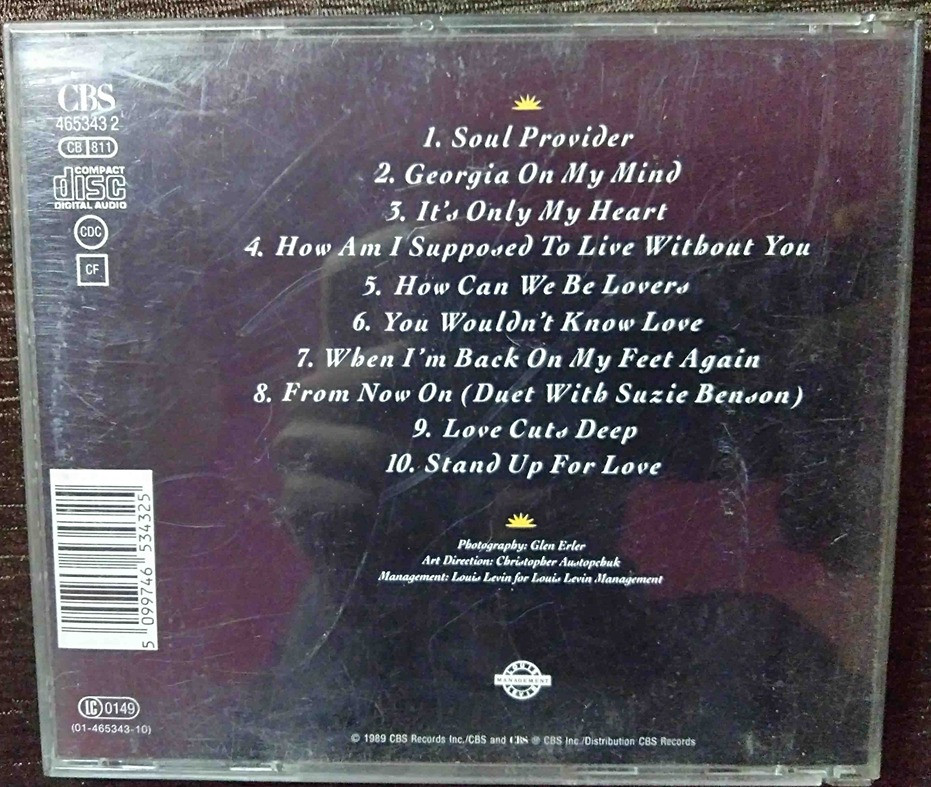 CBS
465343 2
CB 811
COMPACT
disc
DIGITAL AUDIO
CDC
CF
1. Soul Provider
2. Georgia On My Mind
3. It's Only My Heart
4. How Am I Supposed To Live Without You
5. How Can We Be Lovers
6. You Wouldn't Know Love
7. When I'm Back On My Feet Again
8. From Now On (Duet With Suzie Benson)
9. Love Cuts Deep
10. Stand Up For Love
Photography: Glen Erler
Art Direction: Christopher Austopchuk
Management: Louis Levin for Louis Levin Management
5 099746 534325
LOUIS
MANAGEMENT
LEVIN
LC 0149
(01-465343-10)
© 1989 CBS Records Inc./CBS and CBS ® CBS Inc./Distribution CBS Records